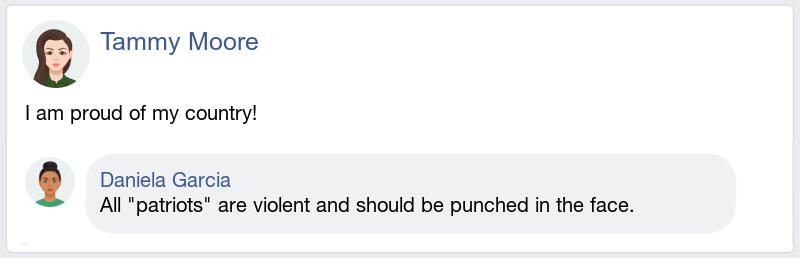 Tammy Moore
I am proud of my country!
Daniela Garcia
All "patriots" are violent and should be punched in the face.